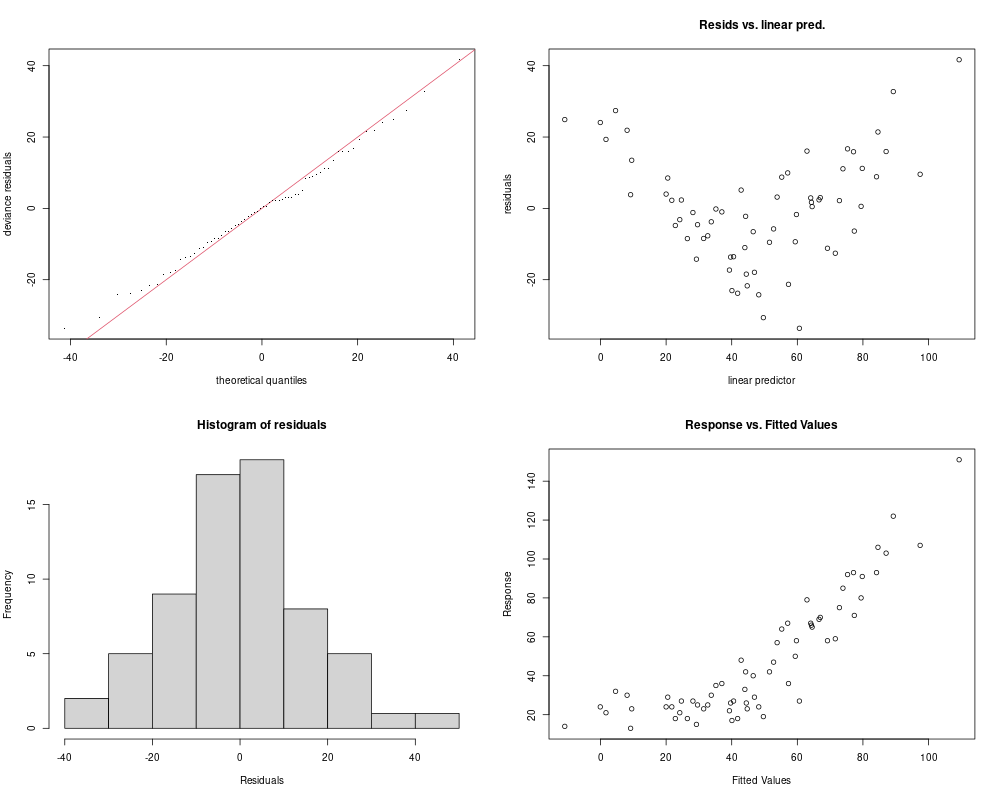 deviance residuals
-20 0 20 40
-40 -20 0 20 40
theoretical quantiles
Resids vs. linear pred.
residuals
-20 0 20 40
0 20 40 60 80 100
linear predictor
Histogram of residuals
Frequency
0 5 10 15
-40 -20 0 20 40
Residuals
Response vs. Fitted Values
Response
20 40 60 80 100 120 140
0 20 40 60 80 100
Fitted Values